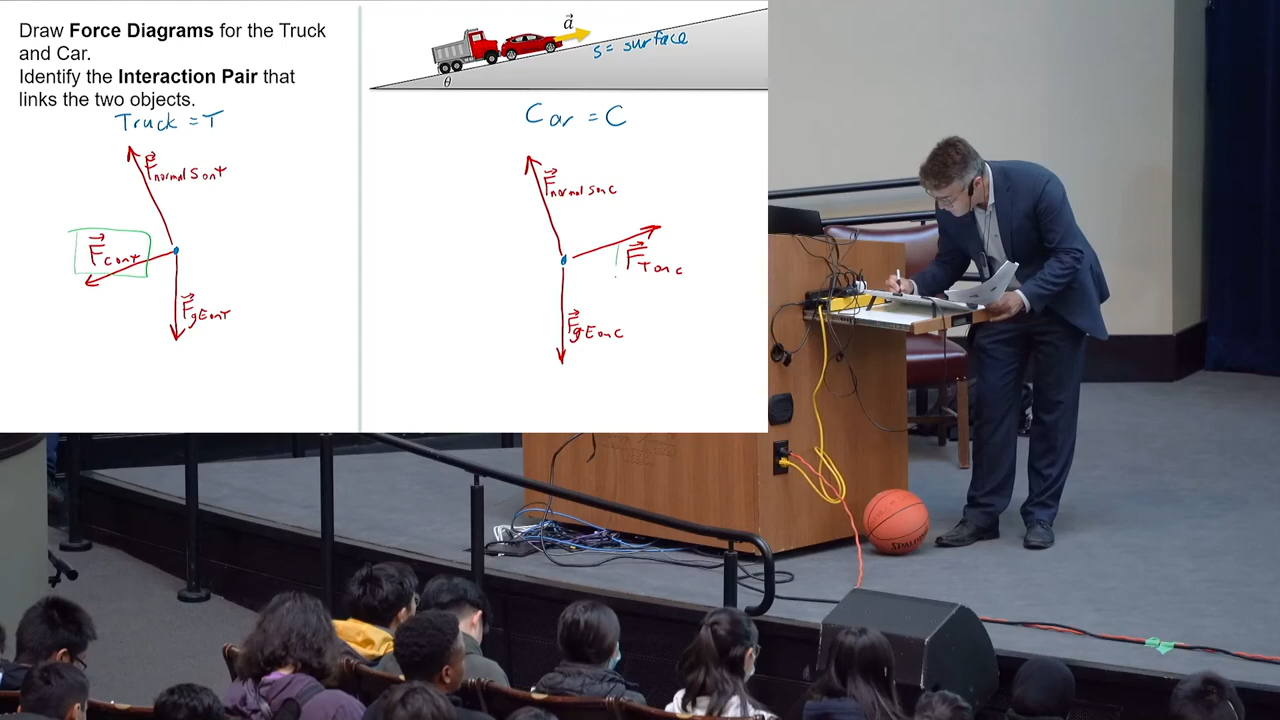 Draw Force Diagrams for the Truck
and Car.
Identify the Interaction Pair that
links the two objects.
Truck = T
F normal S on T
F C on T
F g E on T
a
S = surface
θ
Car = C
F normal S on C
F T on C
F g E on C
SPALDING